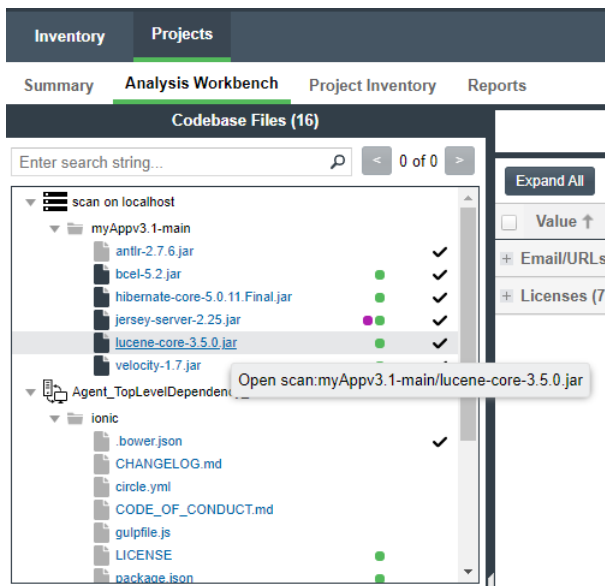 Inventory Projects
Summary Analysis Workbench Project Inventory Reports
Codebase Files (16)
Enter search string... < 0 of 0 >
Expand All
scan on localhost
Value
myAppv3.1-main
antlr-2.7.6.jar
Email/URLs
bcel-5.2.jar
hibernate-core-5.0.11.Final.jar
Licenses (7
jersey-server-2.25.jar
lucene-core-3.5.0.jar
velocity-1.7.jar
Open scan:myAppv3.1-main/lucene-core-3.5.0.jar
Agent_TopLevelDependency_
ionic
.bower.json
CHANGELOG.md
circle.yml
CODE_OF_CONDUCT.md
gulpfile.js
LICENSE
package.json